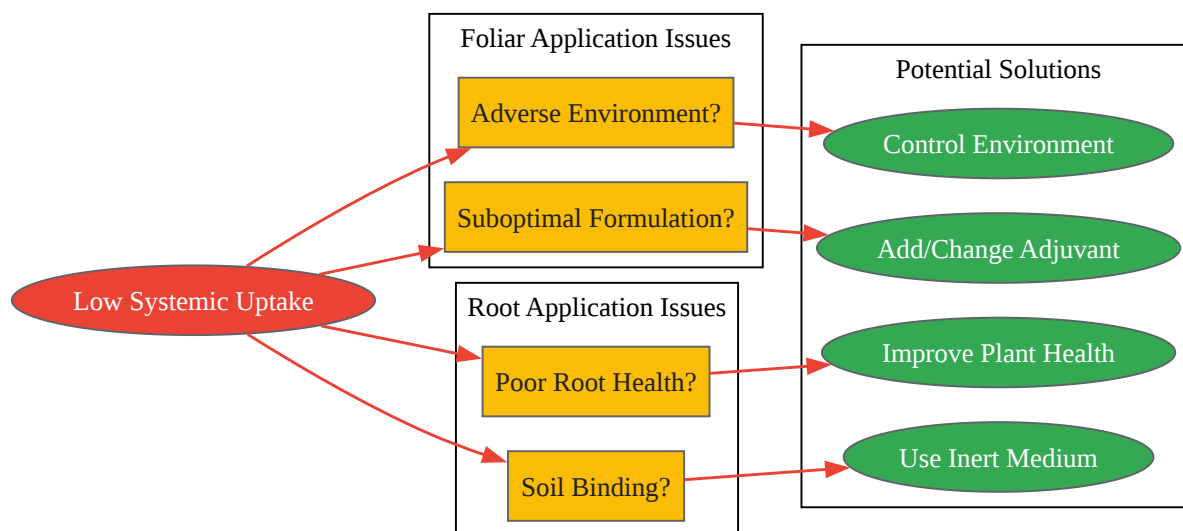 Low Systemic Uptake
Foliar Application Issues
Adverse Environment?
Suboptimal Formulation?
Root Application Issues
Poor Root Health?
Soil Binding?
Potential Solutions
Control Environment
Add/Change Adjuvant
Improve Plant Health
Use Inert Medium